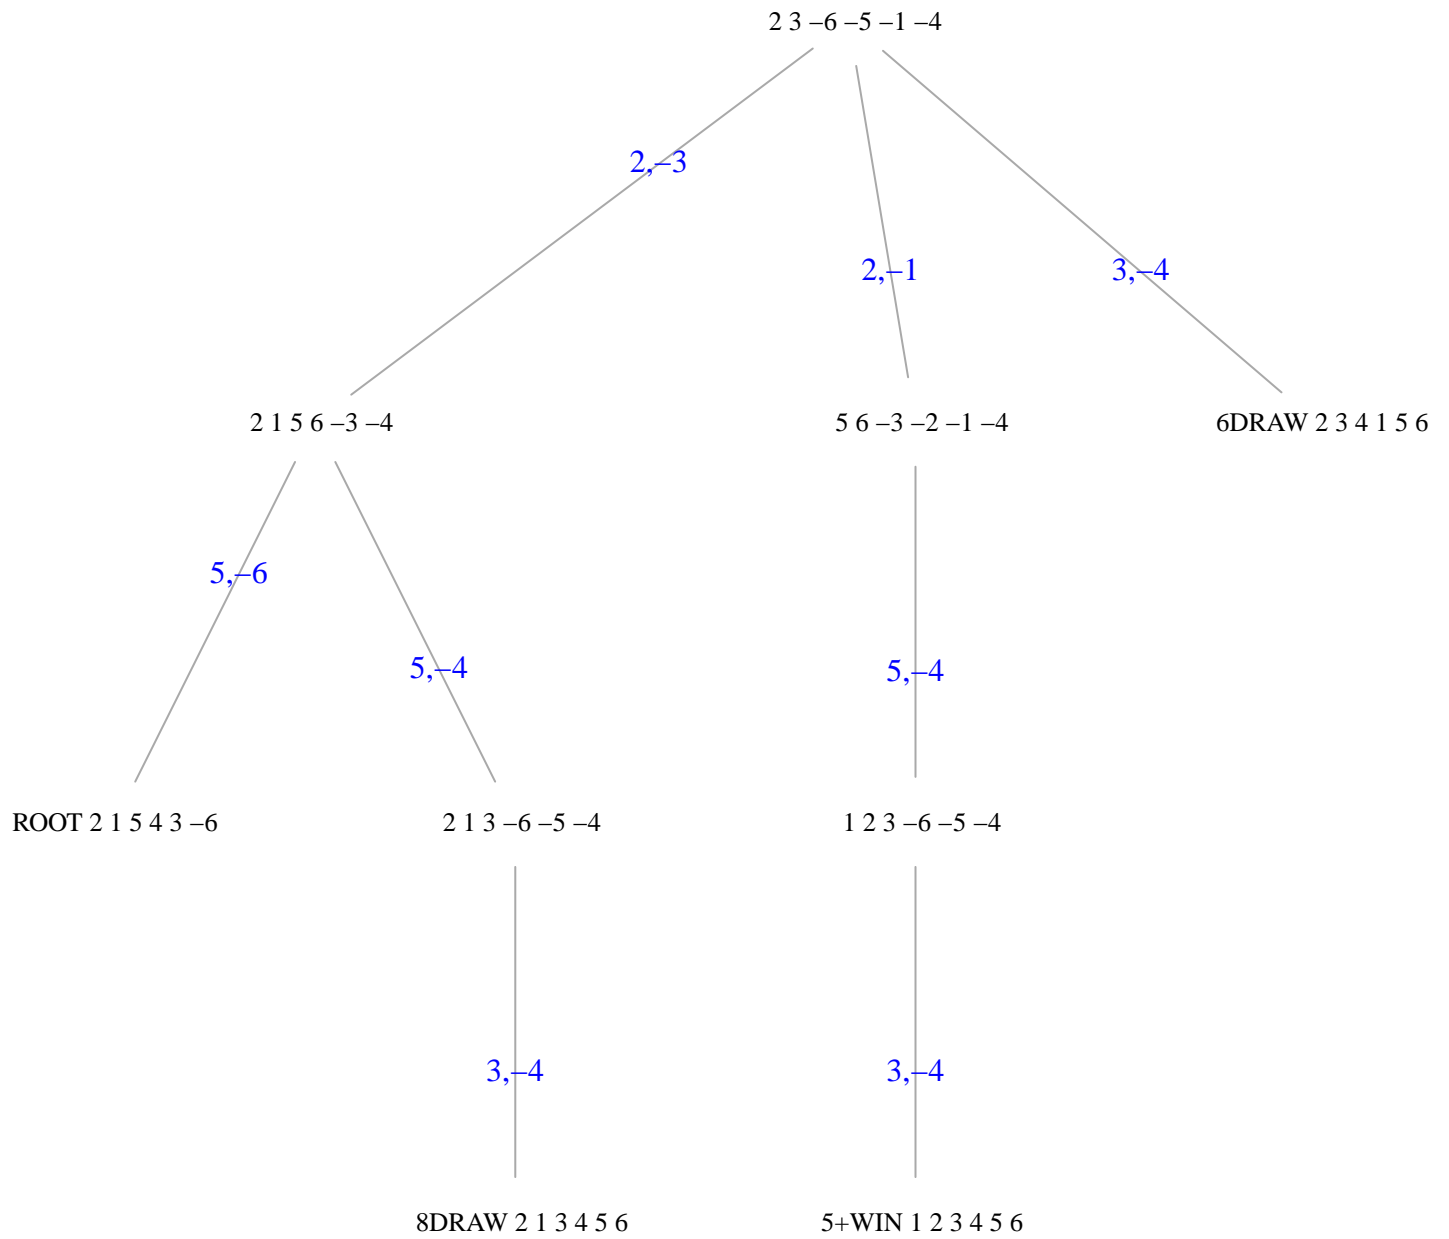 2 3 –6 –5 –1 –4
2,–3
2,–1
3,–4
2 1 5 6 –3 –4
5 6 –3 –2 –1 –4
6DRAW 2 3 4 1 5 6
5,–6
5,–4
5,–4
ROOT 2 1 5 4 3 –6
2 1 3 –6 –5 –4
1 2 3 –6 –5 –4
3,–4
3,–4
8DRAW 2 1 3 4 5 6
5+WIN 1 2 3 4 5 6